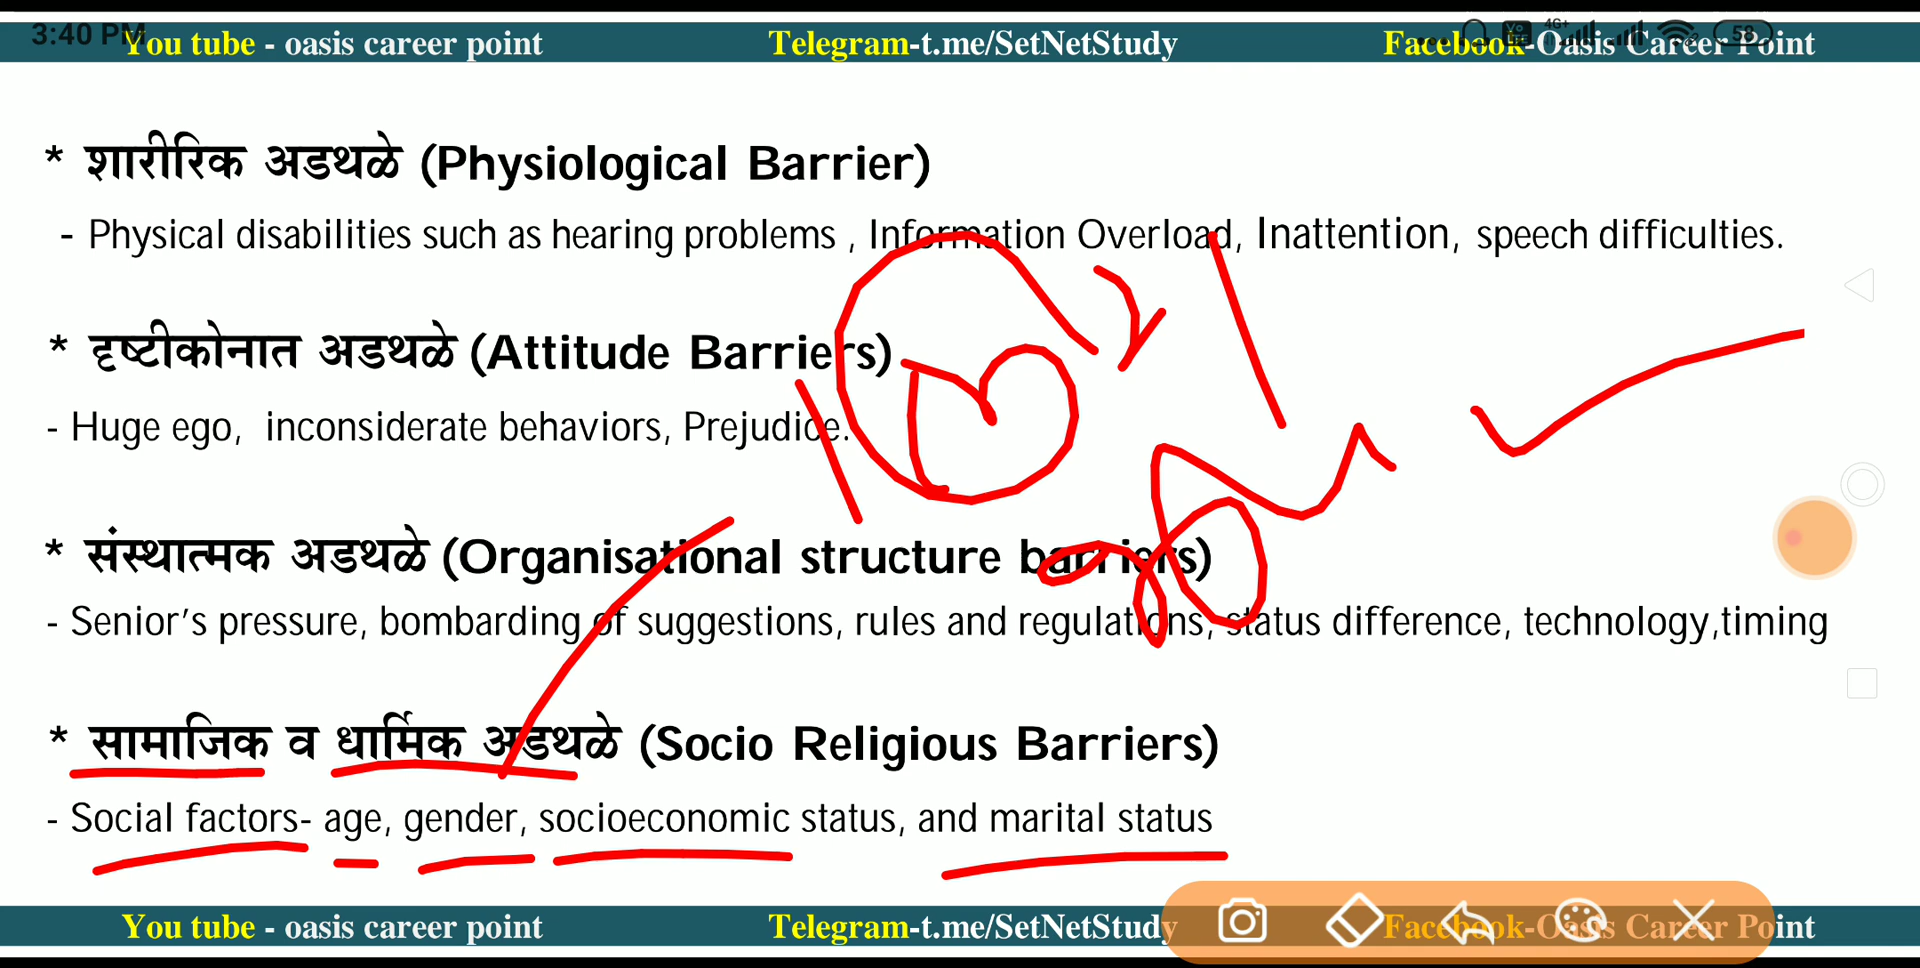 3:40 PM
You tube - oasis career point Telegram-t.me/SetNetStudy Facebook-Oasis Career Point
4G+ 58
* शारीरिक अडथळे (Physiological Barrier)
- Physical disabilities such as hearing problems , Information Overload, Inattention, speech difficulties.
* दृष्टीकोनात अडथळे (Attitude Barriers)
- Huge ego, inconsiderate behaviors, Prejudice.
* संस्थात्मक अडथळे (Organisational structure barriers)
- Senior's pressure, bombarding of suggestions, rules and regulations, status difference, technology,timing
* सामाजिक व धार्मिक अडथळे (Socio Religious Barriers)
- Social factors- age, gender, socioeconomic status, and marital status
You tube - oasis career point Telegram-t.me/SetNetStudy Facebook-Oasis Career Point